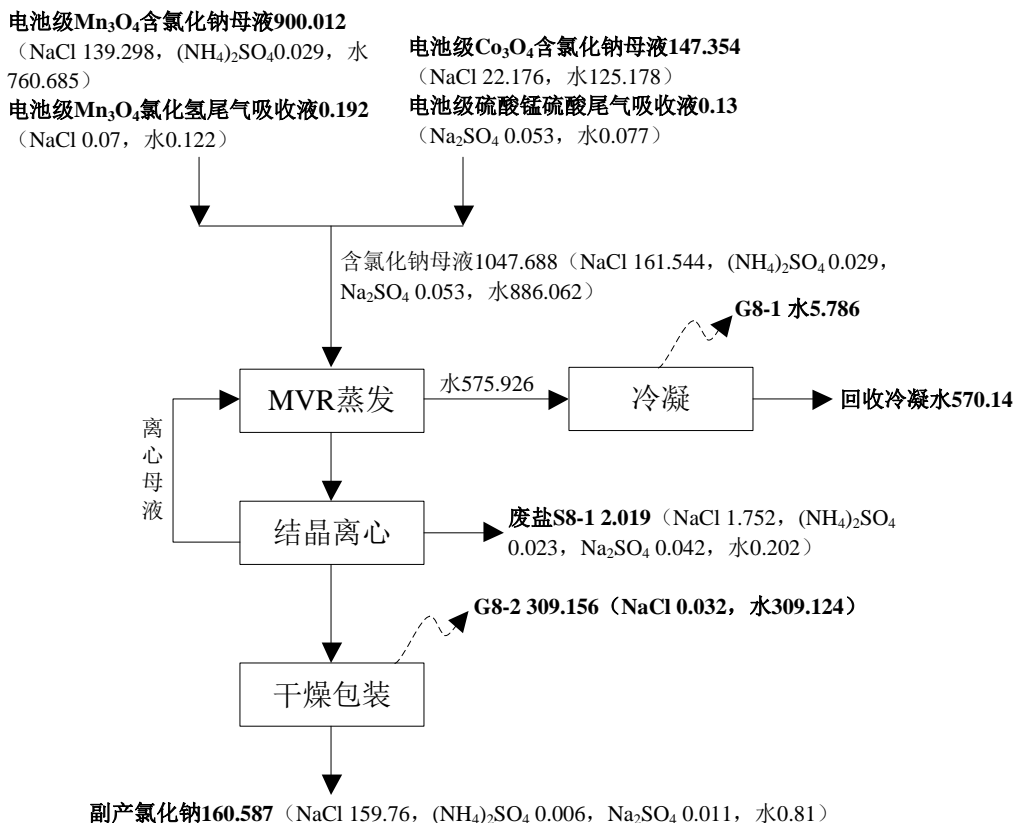 电池级Mn₃O₄含氯化钠母液900.012
（NaCl 139.298，(NH₄)₂SO₄0.029，水
760.685）
电池级Mn₃O₄氯化氢尾气吸收液0.192
（NaCl 0.07，水0.122）
电池级Co₃O₄含氯化钠母液147.354
（NaCl 22.176，水125.178）
电池级硫酸锰硫酸尾气吸收液0.13
（Na₂SO₄ 0.053，水0.077）
含氯化钠母液1047.688（NaCl 161.544，(NH₄)₂SO₄ 0.029，
Na₂SO₄ 0.053，水886.062）
G8-1 水5.786
MVR蒸发
水575.926
冷凝
回收冷凝水570.14
离心母液
结晶离心
废盐S8-1 2.019（NaCl 1.752，(NH₄)₂SO₄
0.023，Na₂SO₄ 0.042，水0.202）
G8-2 309.156（NaCl 0.032，水309.124）
干燥包装
副产氯化钠160.587（NaCl 159.76，(NH₄)₂SO₄ 0.006，Na₂SO₄ 0.011，水0.81）